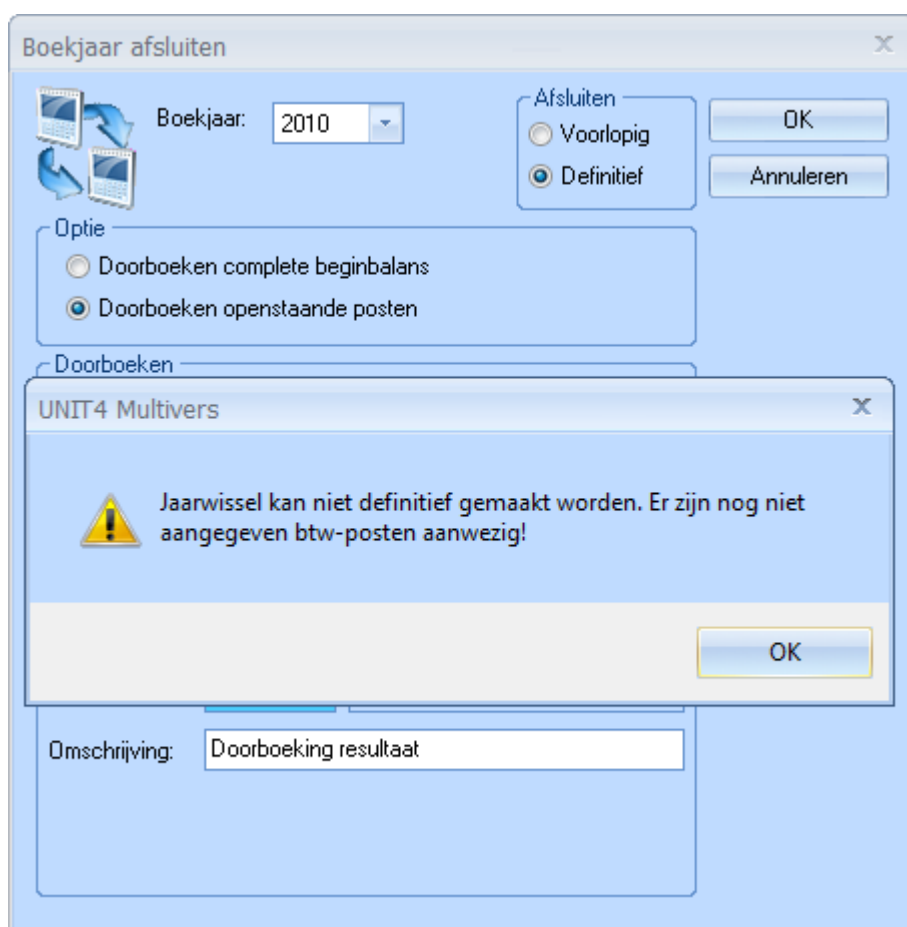 Boekjaar afsluiten
Boekjaar: 2010
Afsluiten
Voorlopig
Definitief
OK
Annuleren
Optie
Doorboeken complete beginbalans
Doorboeken openstaande posten
Doorboeken
UNIT4 Multivers
Jaarwissel kan niet definitief gemaakt worden. Er zijn nog niet
aangegeven btw-posten aanwezig!
OK
Omschrijving: Doorboeking resultaat